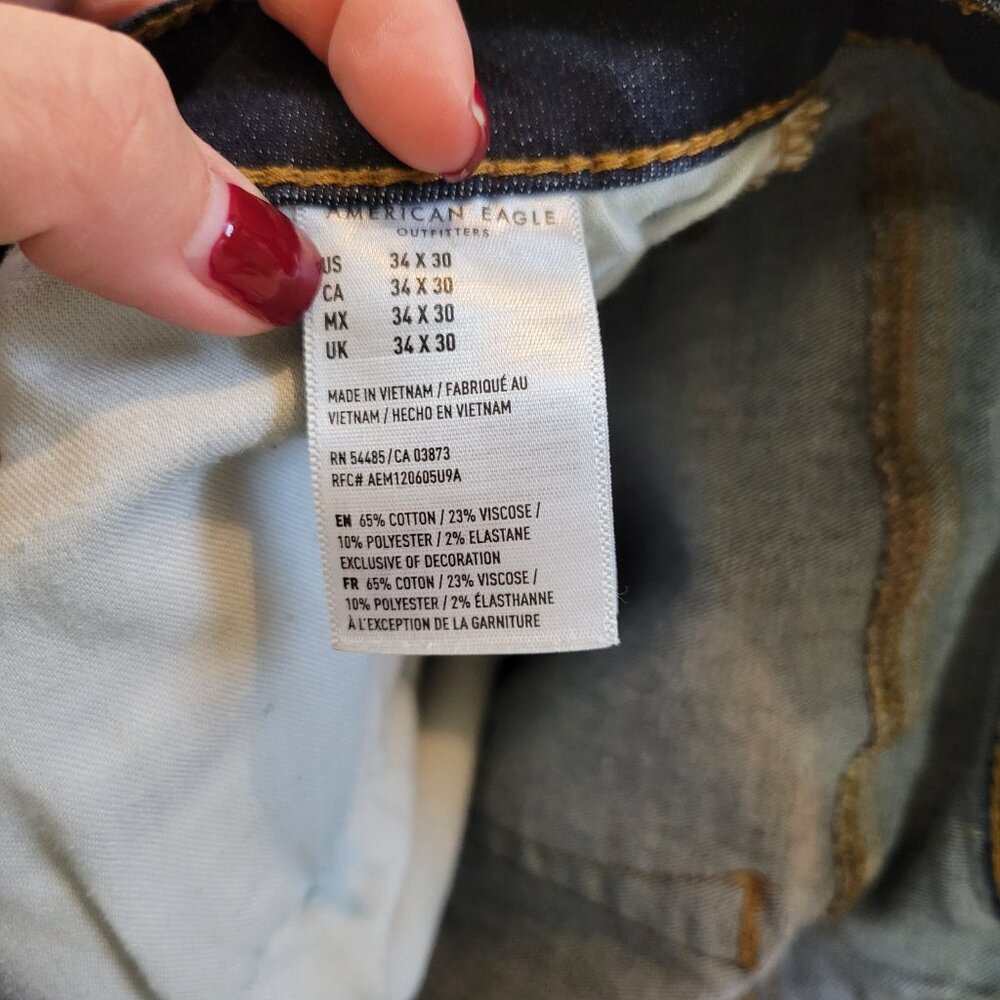 AMERICAN EAGLE
OUTFITTERS
US 34 X 30
CA 34 X 30
MX 34 X 30
UK 34 X 30
MADE IN VIETNAM / FABRIQUÉ AU
VIETNAM / HECHO EN VIETNAM
RN 54485/CA 03873
RFC# AEM120605U9A
EN 65% COTTON / 23% VISCOSE /
10% POLYESTER / 2% ELASTANE
EXCLUSIVE OF DECORATION
FR 65% COTON / 23% VISCOSE /
10% POLYESTER / 2% ÉLASTHANNE
À L'EXCEPTION DE LA GARNITURE